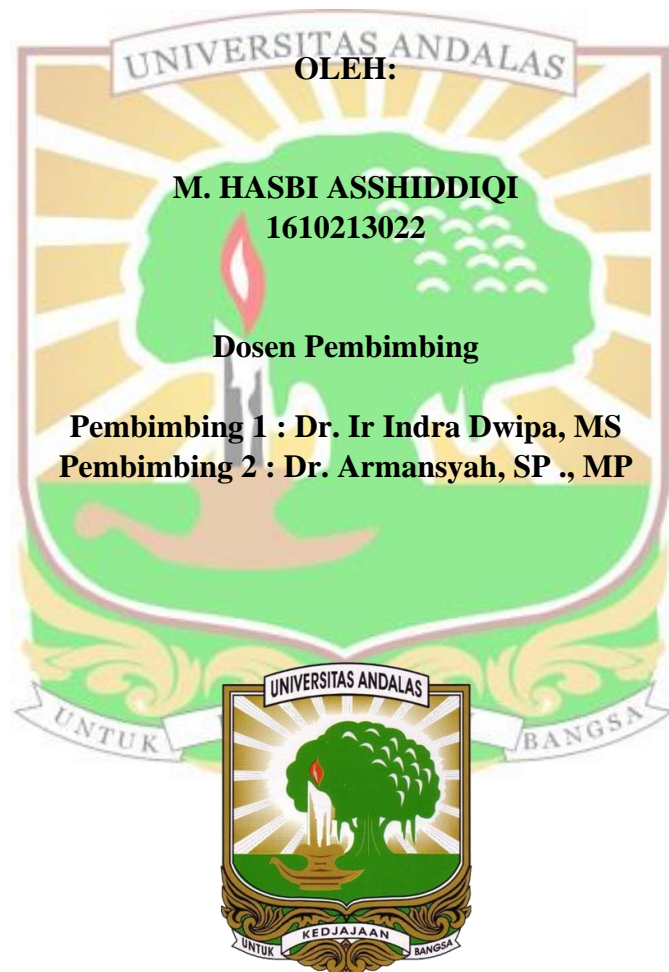 UNIVERSITAS ANDALAS
OLEH:
M. HASBI ASSHIDDIQI
1610213022
Dosen Pembimbing
Pembimbing 1 : Dr. Ir Indra Dwipa, MS
Pembimbing 2 : Dr. Armansyah, SP ., MP
UNIVERSITAS ANDALAS
UNTUK BANGSA
UNTUK KEDJAJAAN BANGSA